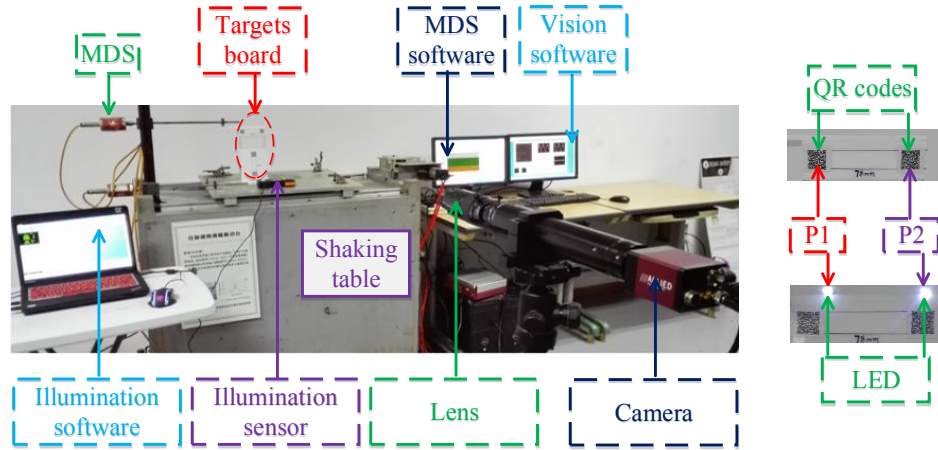 MDS
Targets
board
MDS
software
Vision
software
QR codes
78mm
P1
P2
78mm
LED
Shaking
table
ALLIED
Illumination
software
Illumination
sensor
Lens
Camera